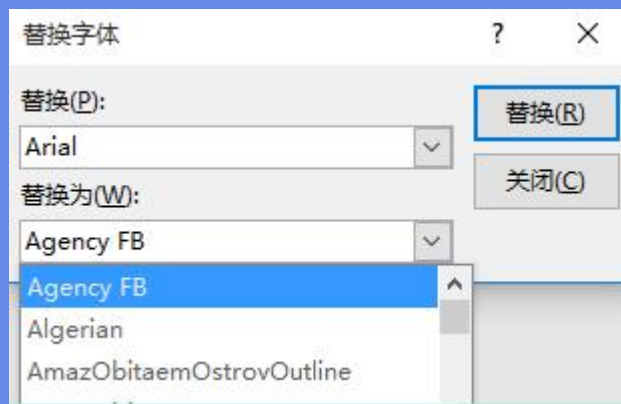 替换字体
替换(P):
替换(R)
Arial
关闭(C)
替换为(W):
Agency FB
Agency FB
Algerian
AmazObitaemOstrovOutline